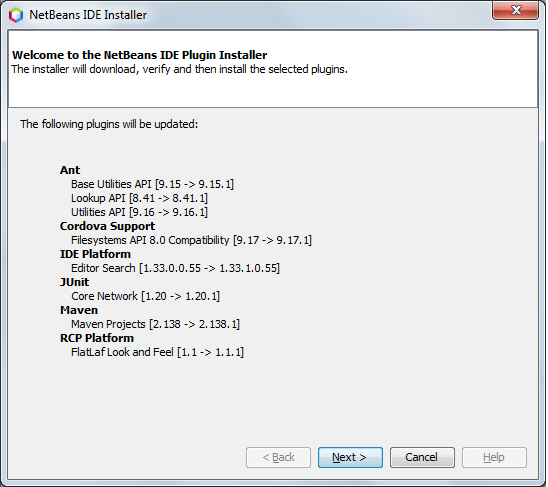 NetBeans IDE Installer
Welcome to the NetBeans IDE Plugin Installer
The installer will download, verify and then install the selected plugins.
The following plugins will be updated:
Ant
Base Utilities API [9.15 -> 9.15.1]
Lookup API [8.41 -> 8.41.1]
Utilities API [9.16 -> 9.16.1]
Cordova Support
Filesystems API 8.0 Compatibility [9.17 -> 9.17.1]
IDE Platform
Editor Search [1.33.0.0.55 -> 1.33.1.0.55]
JUnit
Core Network [1.20 -> 1.20.1]
Maven
Maven Projects [2.138 -> 2.138.1]
RCP Platform
FlatLaf Look and Feel [1.1 -> 1.1.1]
< Back Next > Cancel Help